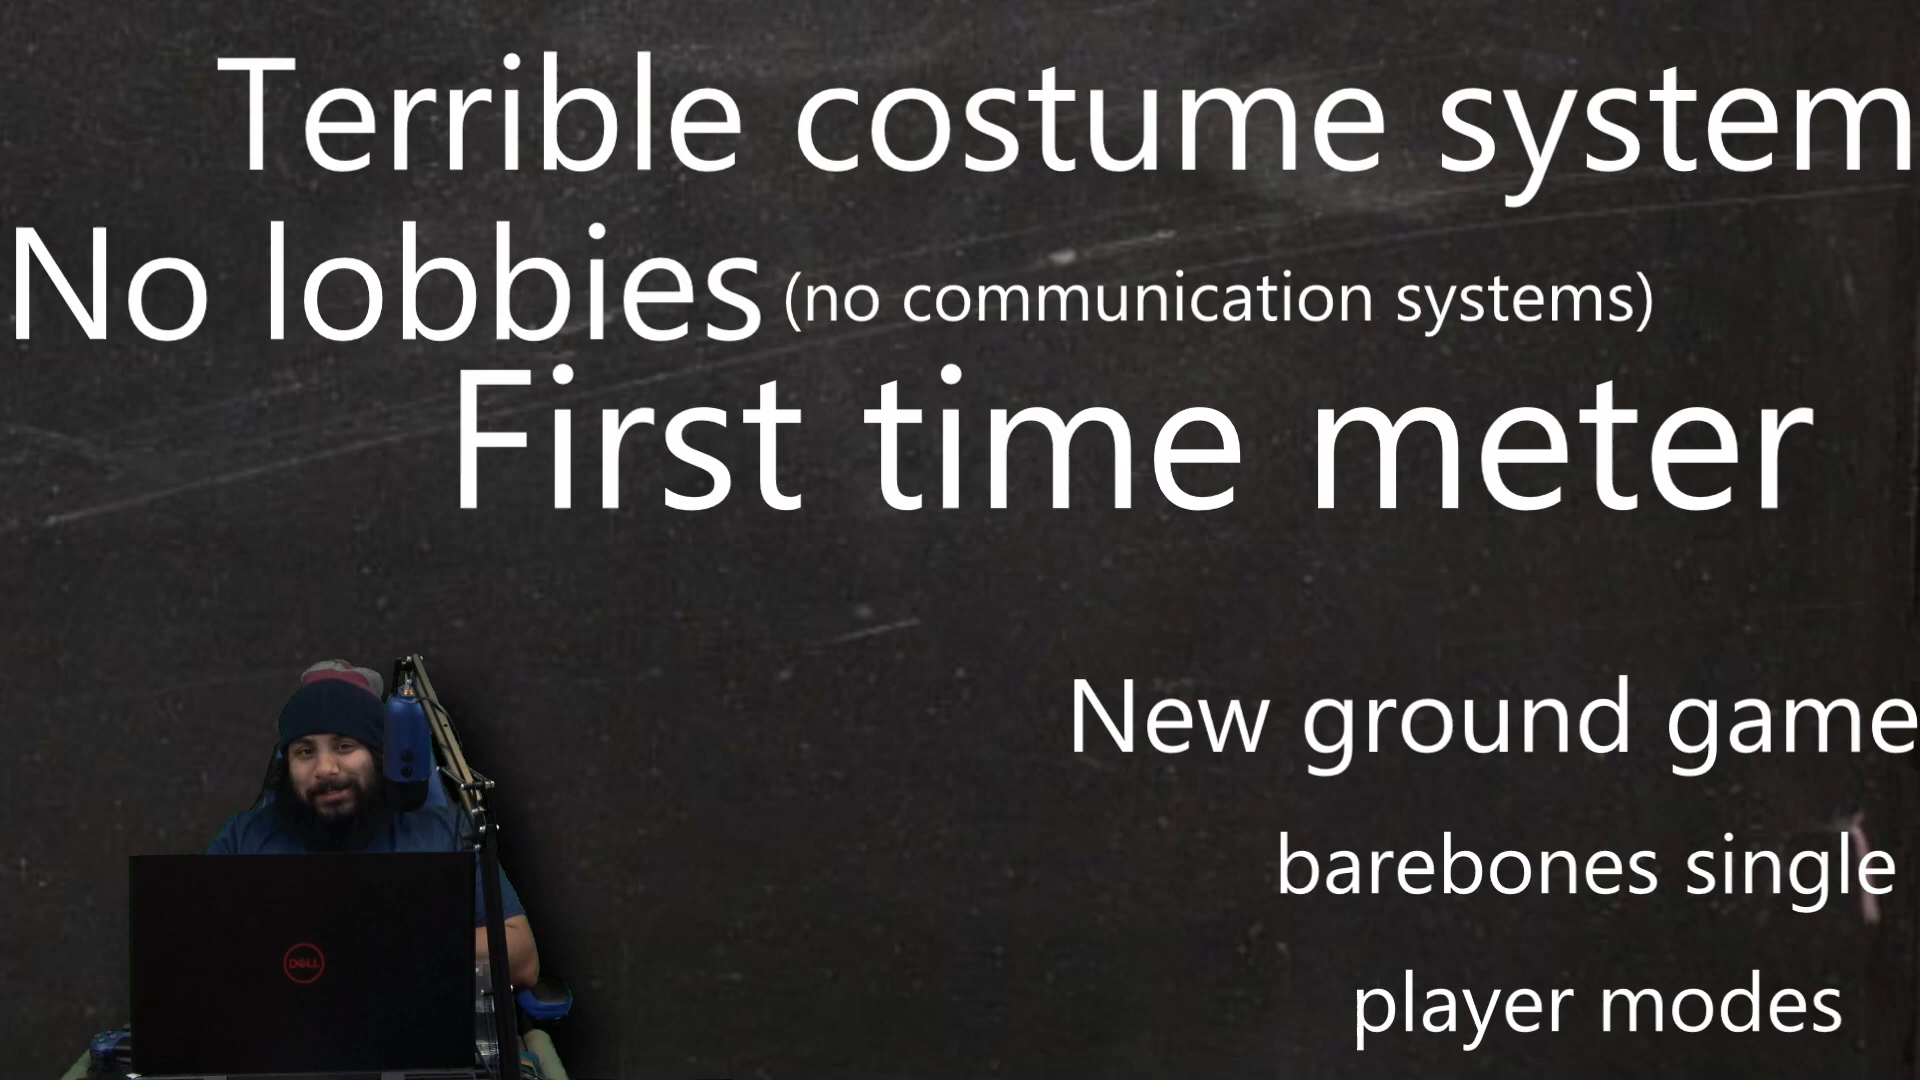 Terrible costume system
No lobbies (no communication systems)
First time meter
New ground game
barebones single
player modes
DELL